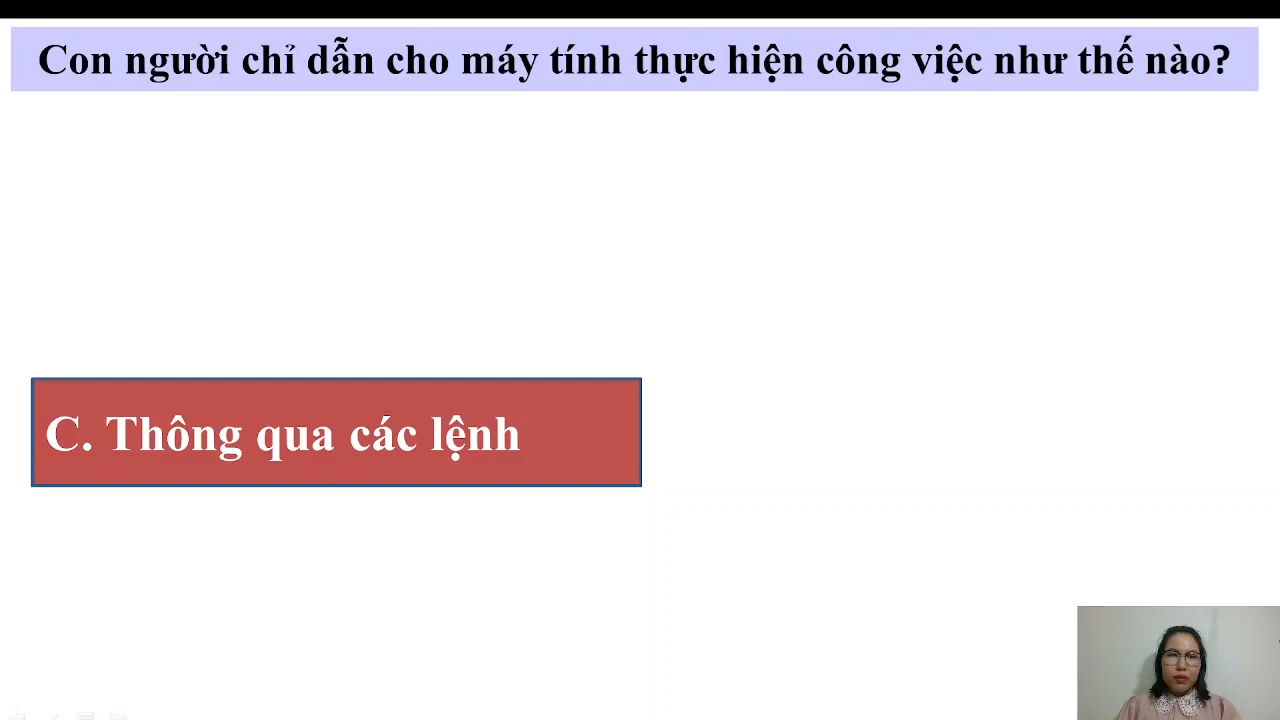 Con người chỉ dẫn cho máy tính thực hiện công việc như thế nào?
C. Thông qua các lệnh